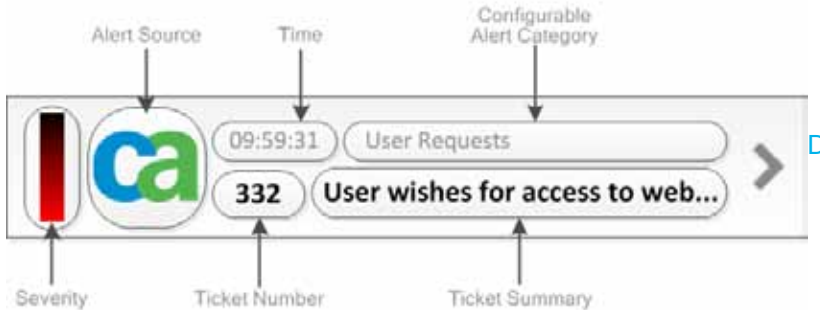 Configurable
Alert Source Time Alert Category
ca 09:59:31 User Requests
332 User wishes for access to web...
D
Severity Ticket Number Ticket Summary